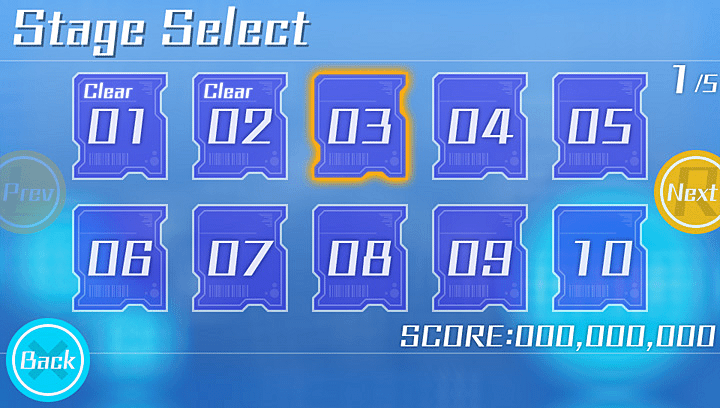 Stage Select
1/5
Clear Clear
01 02 03 04 05
Prev Next
06 07 08 09 10
SCORE:000,000,000
Back